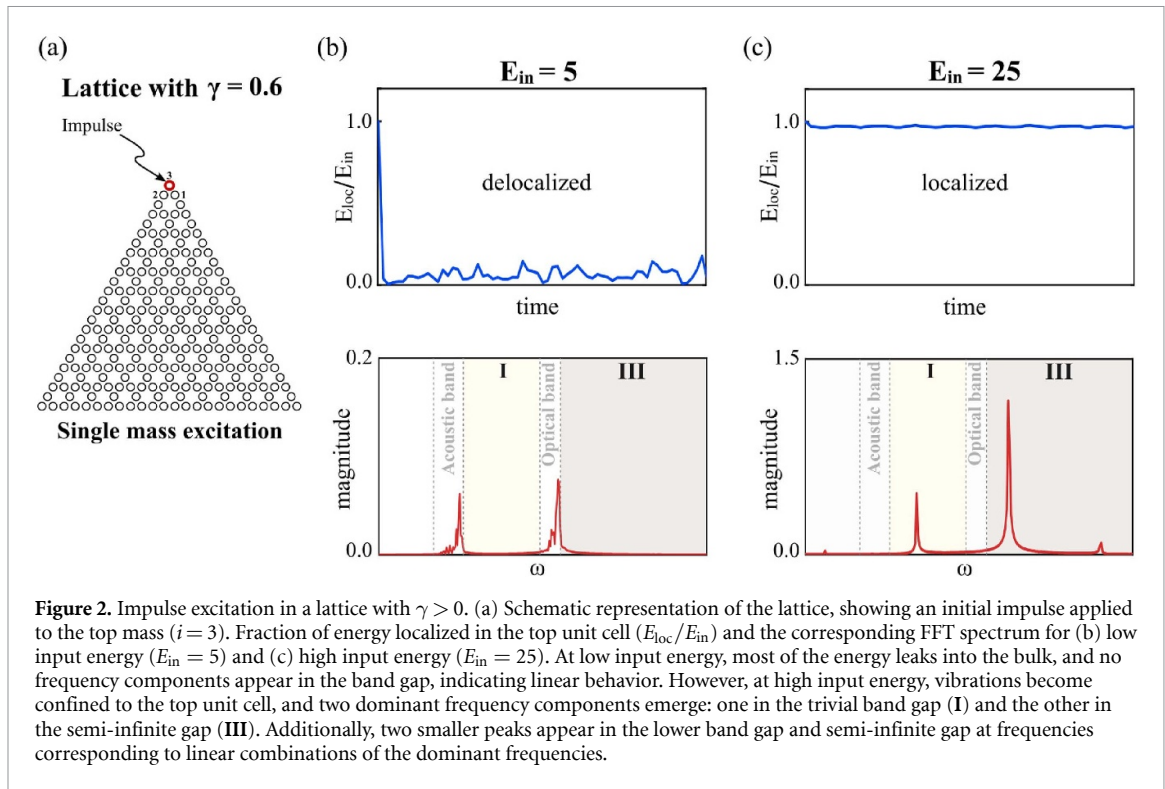 (a)
Lattice with γ = 0.6
Impulse
3
2 1
Single mass excitation
(b)
E_in = 5
1.0
E_loc/E_in
delocalized
0.0
time
0.2
Acoustic band
I
Optical band
III
magnitude
0.0
ω
(c)
E_in = 25
1.0
E_loc/E_in
localized
0.0
time
1.5
Acoustic band
I
Optical band
III
magnitude
0.0
ω
Figure 2. Impulse excitation in a lattice with γ > 0. (a) Schematic representation of the lattice, showing an initial impulse applied
to the top mass (i = 3). Fraction of energy localized in the top unit cell (E_loc/E_in) and the corresponding FFT spectrum for (b) low
input energy (E_in = 5) and (c) high input energy (E_in = 25). At low input energy, most of the energy leaks into the bulk, and no
frequency components appear in the band gap, indicating linear behavior. However, at high input energy, vibrations become
confined to the top unit cell, and two dominant frequency components emerge: one in the trivial band gap (I) and the other in
the semi-infinite gap (III). Additionally, two smaller peaks appear in the lower band gap and semi-infinite gap at frequencies
corresponding to linear combinations of the dominant frequencies.